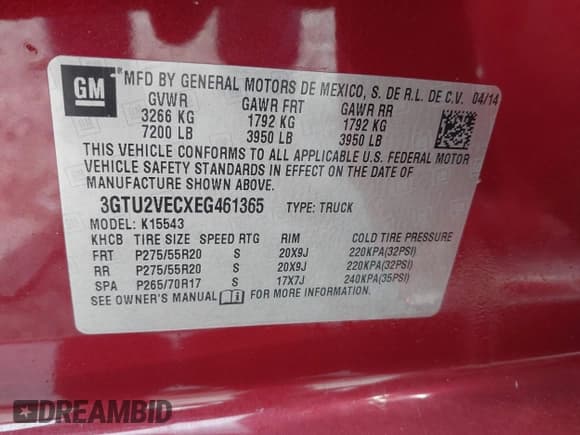 GM MFD BY GENERAL MOTORS DE MEXICO, S. DE R.L. DE C.V. 04/14
GVWR GAWR FRT GAWR RR
3266 KG 1792 KG 1792 KG
7200 LB 3950 LB 3950 LB
THIS VEHICLE CONFORMS TO ALL APPLICABLE U.S. FEDERAL MOTOR
VEHICLE SAFETY STANDARDS IN EFFECT ON THE DATE OF
MANUFACTURE SHOWN ABOVE.
3GTU2VECXEG461365 TYPE: TRUCK
MODEL: K15543
KHCB TIRE SIZE SPEED RTG RIM COLD TIRE PRESSURE
FRT P275/55R20 S 20X9J 220KPA(32PSI)
RR P275/55R20 S 20X9J 220KPA(32PSI)
SPA P265/70R17 S 17X7J 240KPA(35PSI)
SEE OWNER'S MANUAL FOR MORE INFORMATION.
DREAMBID